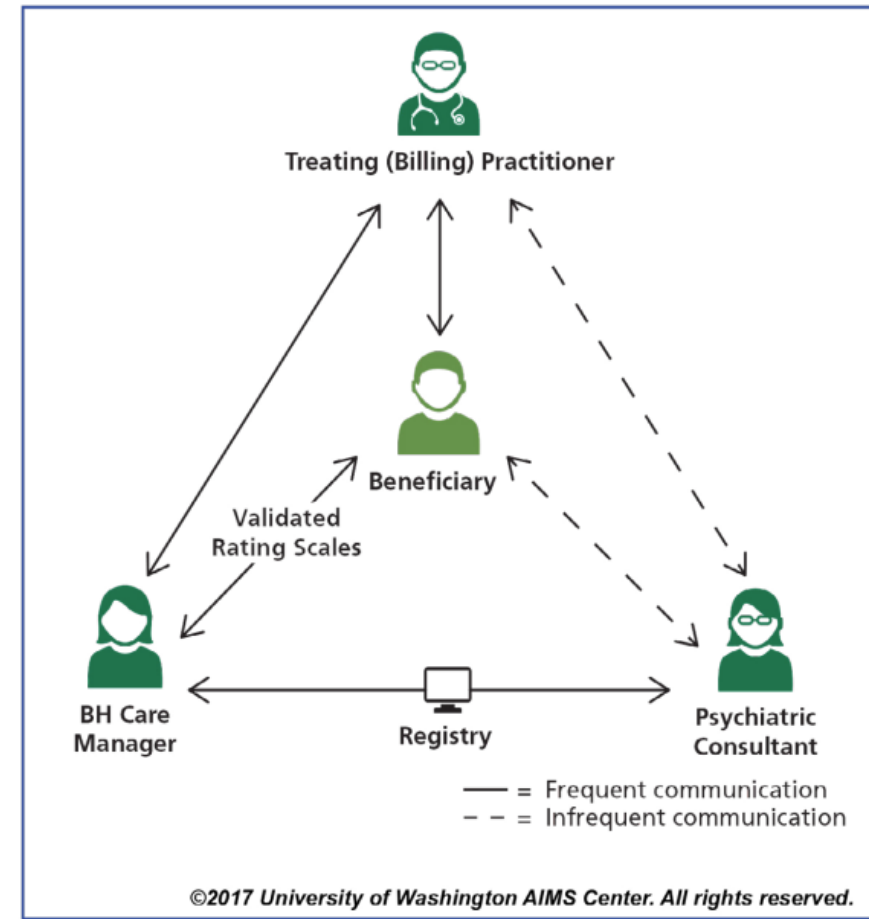 Treating (Billing) Practitioner
Beneficiary
Validated
Rating Scales
BH Care
Manager
Registry
Psychiatric
Consultant
= Frequent communication
= Infrequent communication
©2017 University of Washington AIMS Center. All rights reserved.